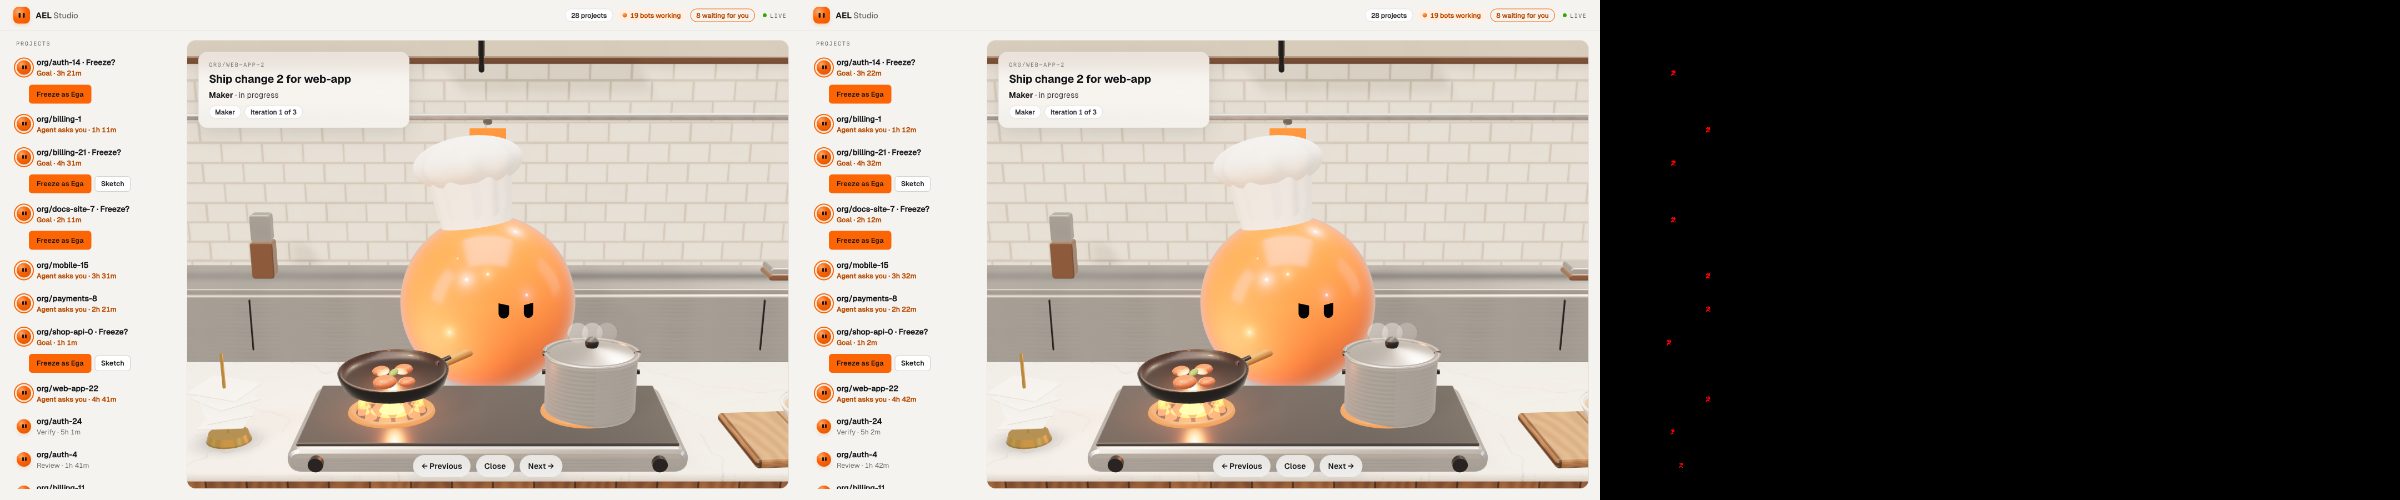 AEL Studio
28 projects
19 bots working
8 waiting for you
LIVE
PROJECTS
org/auth-14 · Freeze?
Goal · 3h 21m
Freeze as Ega
org/billing-1
Agent asks you · 1h 11m
org/billing-21 · Freeze?
Goal · 4h 31m
Freeze as Ega
Sketch
org/docs-site-7 · Freeze?
Goal · 2h 11m
Freeze as Ega
org/mobile-15
Agent asks you · 3h 31m
org/payments-8
Agent asks you · 2h 21m
org/shop-api-0 · Freeze?
Goal · 1h 1m
Freeze as Ega
Sketch
org/web-app-22
Agent asks you · 4h 41m
org/auth-24
Verify · 5h 1m
org/auth-4
Review · 1h 41m
org/billing-11
ORG/WEB-APP-2
Ship change 2 for web-app
Maker · in progress
Maker
Iteration 1 of 3
← Previous
Close
Next →
AEL Studio
28 projects
19 bots working
8 waiting for you
LIVE
PROJECTS
org/auth-14 · Freeze?
Goal · 3h 22m
Freeze as Ega
org/billing-1
Agent asks you · 1h 12m
org/billing-21 · Freeze?
Goal · 4h 32m
Freeze as Ega
Sketch
org/docs-site-7 · Freeze?
Goal · 2h 12m
Freeze as Ega
org/mobile-15
Agent asks you · 3h 32m
org/payments-8
Agent asks you · 2h 22m
org/shop-api-0 · Freeze?
Goal · 1h 2m
Freeze as Ega
Sketch
org/web-app-22
Agent asks you · 4h 42m
org/auth-24
Verify · 5h 2m
org/auth-4
Review · 1h 42m
org/billing-11
ORG/WEB-APP-2
Ship change 2 for web-app
Maker · in progress
Maker
Iteration 1 of 3
← Previous
Close
Next →